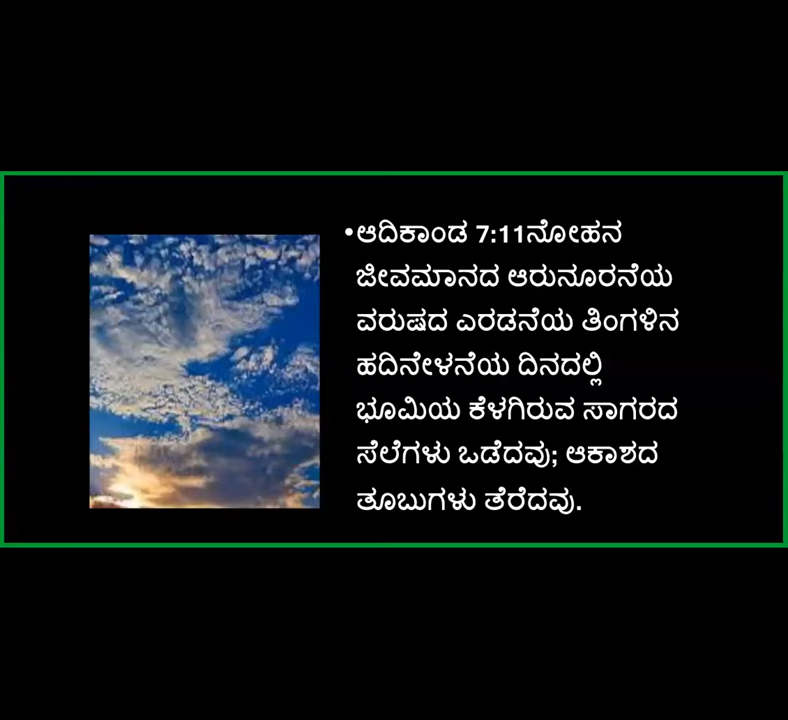 •ಆದಿಕಾಂಡ 7:11ನೋಹನ
ಜೀವಮಾನದ ಆರುನೂರನೆಯ
ವರುಷದ ಎರಡನೆಯ ತಿಂಗಳಿನ
ಹದಿನೇಳನೆಯ ದಿನದಲ್ಲಿ
ಭೂಮಿಯ ಕೆಳಗಿರುವ ಸಾಗರದ
ಸೆಲೆಗಳು ಒಡೆದವು; ಆಕಾಶದ
ತೂಬುಗಳು ತೆರೆದವು.